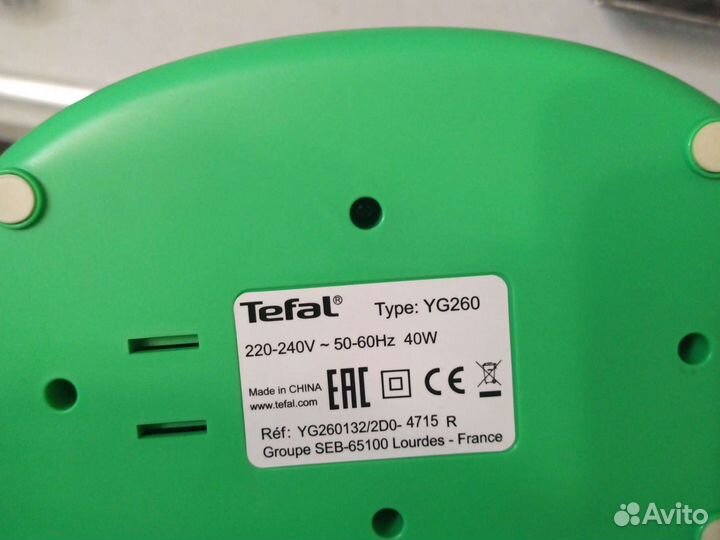 Tefal® Type: YG260
220-240V ~ 50-60Hz 40W
Made in CHINA
www.tefal.com
EAC CE
Réf: YG260132/2D0- 4715 R
Groupe SEB-65100 Lourdes - France
Avito